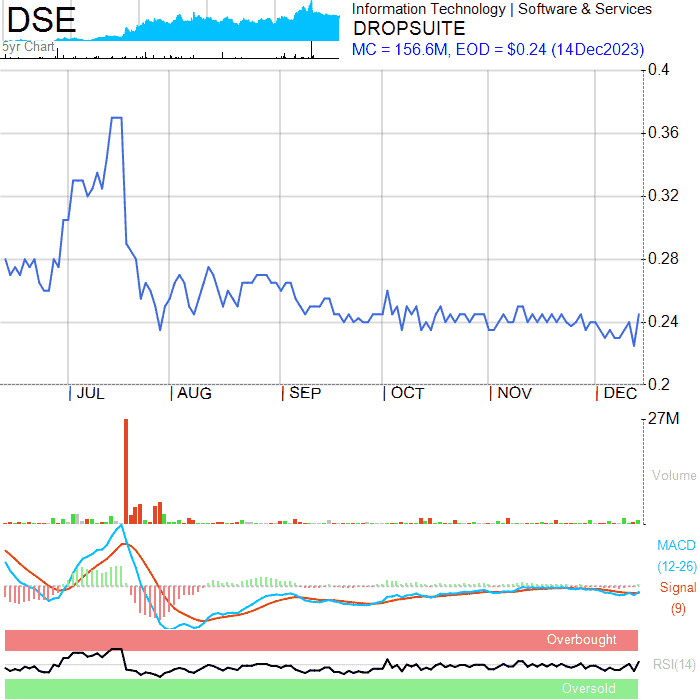 DSE
5yr Chart
Information Technology | Software & Services
DROPSUITE
MC = 156.6M, EOD = $0.24 (14Dec2023)
0.4
0.36
0.32
0.28
0.24
0.2
JUL AUG SEP OCT NOV DEC
27M
Volume
MACD
(12-26)
Signal
(9)
Overbought
RSI(14)
Oversold